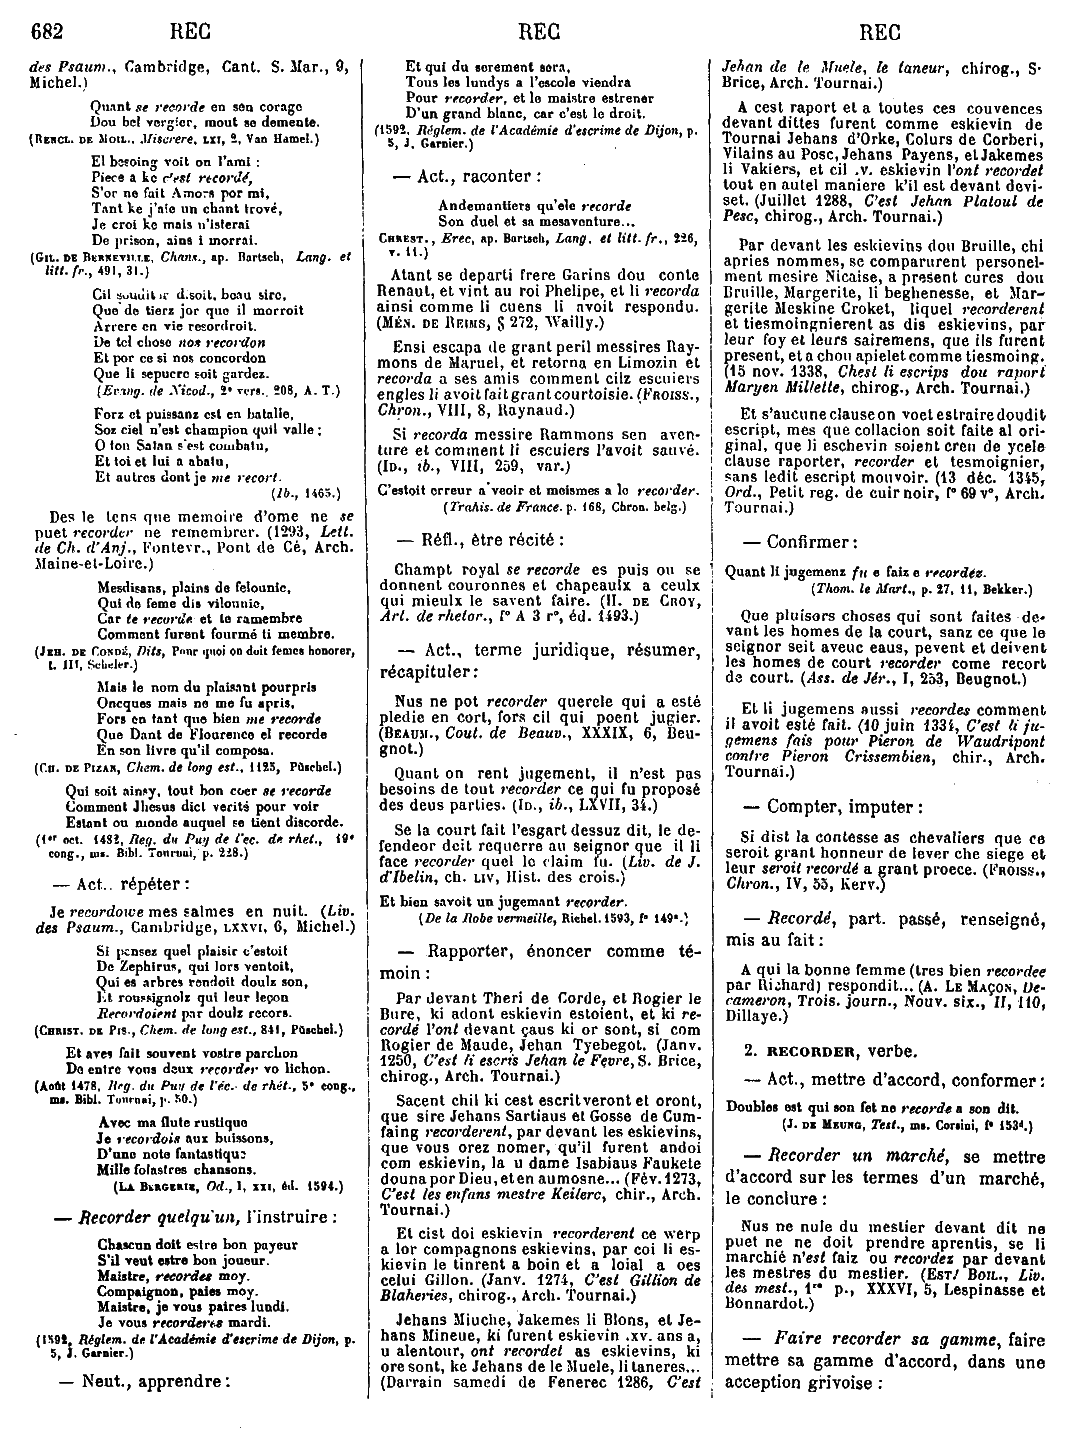 682 REC REC REC
des Psaum., Cambridge, Cant. S. Mar., 9,
Michel.)
Quant se recorde en son corage
Dou bel vergier, mout se demente.
(RENCL. DE MOIL., Miserere, LXI, 2, Van Hamel.)
El besoing voit on l'ami :
Piece a ke c'est recordé,
S'or ne fait Amors por mi,
Tant ke j'aie un chant trové,
Je croi ke mais n'isterai
De prison, ains i morrai.
(GIL. DE BERNEVILLE, Chans., ap. Bartsch, Lang. et
litt. fr., 491, 31.)
Cil disoit, beau sire,
Que de tierz jor que il morroit
Arrere en vie resordroit.
De tel chose nos recordon
Et por ce si nos concordon
Que li sepucre soit gardez.
(Evang. de Nicod., 2e vers., 208, A. T.)
Forz et puissanz est en bataille,
Soz ciel n'est champion quil valle ;
O ton Satan s'est combatu,
Et toi et lui a abatu,
Et autres dont je me recort.
(Ib., 1465.)
Des le tens que memoire d'ome ne se
puet recorder ne remembrer. (1293, Lett.
de Ch. d'Anj., Fontevr., Pont de Cé, Arch.
Maine-et-Loire.)
Mesdisans, plains de felounie,
Qui de feme dis vilounie,
Car te recorde et te ramembre
Comment furent fourmé ti membre.
(JEH. DE CONDÉ, Dits, Pour quoi on doit femes honorer,
t. III, Scheler.)
Mais le nom du plaisant pourpris
Oncques mais ne me fu apris,
Fors en tant que bien me recorde
Que Dant de Flourence el recorde
En son livre qu'il composa.
(CH. DE PIZAN, Chem. de long est., 1125, Püschel.)
Qui soit ainsy, tout bon coer se recorde
Comment Jhesus dict verité pour voir
Estant ou monde auquel se tient discorde.
(1er oct. 1482, Reg. du Puy de l'ec. de rhet., 19e
cong., ms. Bibl. Tournai, p. 228.)
— Act., répéter :
Je recordowe mes salmes en nuit. (Liv.
des Psaum., Cambridge, LXXVI, 6, Michel.)
Si pensez quel plaisir c'estoit
De Zephirus, qui lors ventoit,
Qui es arbres rendoit doulz son,
Et roussignolz qui leur leçon
Recordoient par doulz recors.
(CHRIST. DE PIS., Chem. de long est., 841, Püschel.)
Et aves fait souvent vostre parchon
De entre vous deux recorder vo lichon.
(Août 1478, Reg. du Puy de l'éc. de rhét., 5e cong.,
ms. Bibl. Tournai, p. 50.)
Avec ma flute rustique
Je recordois aux buissons,
D'une note fantastique
Mille folastres chansons.
(LA BERGERIE, Od., I, XXI, éd. 1594.)
— Recorder quelqu'un, l'instruire :
Chascun doit estre bon payeur
S'il veut estre bon joueur.
Maistre, recordes moy.
Compaignon, paies moy.
Maistre, je vous paires lundi.
Je vous recorderes mardi.
(1592, Réglem. de l'Académie d'escrime de Dijon, p.
5, J. Garnier.)
— Neut., apprendre :
Et qui du serement sera,
Tous les lundys a l'escole viendra
Pour recorder, et le maistre estrener
D'un grand blanc, car c'est le droit.
(1592, Réglem. de l'Académie d'escrime de Dijon, p.
5, J. Garnier.)
— Act., raconter :
Andemantiers qu'ele recorde
Son duel et sa mesaventure...
CHREST., Erec, ap. Bartsch, Lang. et litt. fr., 226,
v. 11.)
Atant se departi frere Garins dou conte
Renaut, et vint au roi Phelipe, et li recorda
ainsi comme li cuens li avoit respondu.
(MÉN. DE REIMS, § 272, Wailly.)
Ensi escapa de grant peril messires Ray-
mons de Maruel, et retorna en Limozin et
recorda a ses amis comment cilz escuiers
engles li avoit fait grant courtoisie. (FROISS.,
Chron., VIII, 8, Raynaud.)
Si recorda messire Rammons sen aven-
ture et comment li escuiers l'avoit sauvé.
(ID., ib., VIII, 259, var.)
C'estoit erreur a veoir et meismes a le recorder.
(Trahis. de France, p. 168, Chron. belg.)
— Réfl., être récité :
Champt royal se recorde es puis ou se
donnent couronnes et chapeaulx a ceulx
qui mieulx le savent faire. (H. DE CROY,
Art. de rhetor., f° A 3 r°, éd. 1493.)
— Act., terme juridique, résumer,
récapituler :
Nus ne pot recorder querele qui a esté
pledie en cort, fors cil qui poent jugier.
(BEAUM., Cout. de Beauv., XXXIX, 6, Beu-
gnot.)
Quant on rent jugement, il n'est pas
besoins de tout recorder ce qui fu proposé
des deus parties. (ID., ib., LXVII, 34.)
Se la court fait l'esgart dessuz dit, le de-
fendeor deit requerre au seignor que il li
face recorder quel le claim fu. (Liv. de J.
d'Ibelin, ch. LIV, Hist. des crois.)
Et bien savoit un jugemant recorder.
(De la Robe vermeille, Richel. 1593, f° 149e.)
— Rapporter, énoncer comme té-
moin :
Par devant Theri de Corde, et Rogier le
Bure, ki adont eskievin estoient, et ki re-
cordé l'ont devant çaus ki or sont, si com
Rogier de Maude, Jehan Tyebegot. (Janv.
1250, C'est li escris Jehan le Fevre, S. Brice,
chirog., Arch. Tournai.)
Sacent chil ki cest escrit veront et oront,
que sire Jehans Sartiaus et Gosse de Cum-
faing recorderent, par devant les eskievins,
que vous orez nomer, qu'il furent andoi
com eskievin, la u dame Isabiaus Faukete
douna por Dieu, et en aumosne... (Fév. 1273,
C'est les enfans mestre Keilerc, chir., Arch.
Tournai.)
Et cist doi eskievin recorderent ce werp
a lor compagnons eskievins, par coi li es-
kievin le tinrent a boin et a loial a oes
celui Gillon. (Janv. 1274, C'est Gillion de
Blaheries, chirog., Arch. Tournai.)
Jehans Miuche, Jakemes li Blons, et Je-
hans Mineue, ki furent eskievin .xv. ans a,
u alentour, ont recordet as eskievins, ki
ore sont, ke Jehans de le Muele, li taneres...
(Darrain samedi de Fenerec 1286, C'est
Jehan de le Muele, le taneur, chirog., S.
Brice, Arch. Tournai.)
A cest raport et a toutes ces couvences
devant dittes furent comme eskievin de
Tournai Jehans d'Orke, Colurs de Corberi,
Vilains au Posc, Jehans Payens, et Jakemes
li Vakiers, et cil .v. eskievin l'ont recordet
tout en autel maniere k'il est devant devi-
set. (Juillet 1288, C'est Jehan Platoul de
Pesc, chirog., Arch. Tournai.)
Par devant les eskievins dou Bruille, chi
apries nommes, se comparurent personel-
ment mesire Nicaise, a present cures dou
Bruille, Margerite, li beghenesse, et Mar-
gerite Meskine Croket, liquel recorderent
et tiesmoingnierent as dis eskievins, par
leur foy et leurs sairemens, que ils furent
present, et a chou apielet comme tiesmoing.
(15 nov. 1338, Chest li escrips dou raport
Maryen Millette, chirog., Arch. Tournai.)
Et s'aucune clause on voet estraire doudit
escript, mes que collacion soit faite al ori-
ginal, que li eschevin soient creu de ycele
clause raporter, recorder et tesmoignier,
sans ledit escript mouvoir. (13 déc. 1345,
Ord., Petit reg. de cuir noir, f° 69 v°, Arch.
Tournai.)
— Confirmer :
Quant li jugemenz fu e faiz e recordez.
(Thom. le Mart., p. 27, 11, Bekker.)
Que pluisors choses qui sont faites de-
vant les homes de la court, sanz ce que le
seignor seit aveuc eaus, pevent et deivent
les homes de court recorder come recort
de court. (Ass. de Jér., I, 253, Beugnot.)
Et li jugemens aussi recordes comment
il avoit esté fait. (10 juin 1334, C'est li ju-
gemens fais pour Pieron de Waudripont
contre Pieron Crissembien, chir., Arch.
Tournai.)
— Compter, imputer :
Si dist la contesse as chevaliers que ce
seroit grant honneur de lever che siege et
leur seroit recordé a grant proece. (FROISS.,
Chron., IV, 55, Kerv.)
— Recordé, part. passé, renseigné,
mis au fait :
A qui la bonne femme (tres bien recordee
par Richard) respondit... (A. LE MAÇON, De-
cameron, Trois. journ., Nouv. six., II, 110,
Dillaye.)
2. RECORDER, verbe.
— Act., mettre d'accord, conformer :
Doubles est qui son fet ne recorde a son dit.
(J. DE MEUNG, Test., ms. Corsini, f° 153d.)
— Recorder un marché, se mettre
d'accord sur les termes d'un marché,
le conclure :
Nus ne nule du mestier devant dit ne
puet ne ne doit prendre aprentis, se li
marchié n'est faiz ou recordez par devant
les mestres du mestier. (EST. BOIL., Liv.
des mest., 1re p., XXXVI, 5, Lespinasse et
Bonnardot.)
— Faire recorder sa gamme, faire
mettre sa gamme d'accord, dans une
acception grivoise :